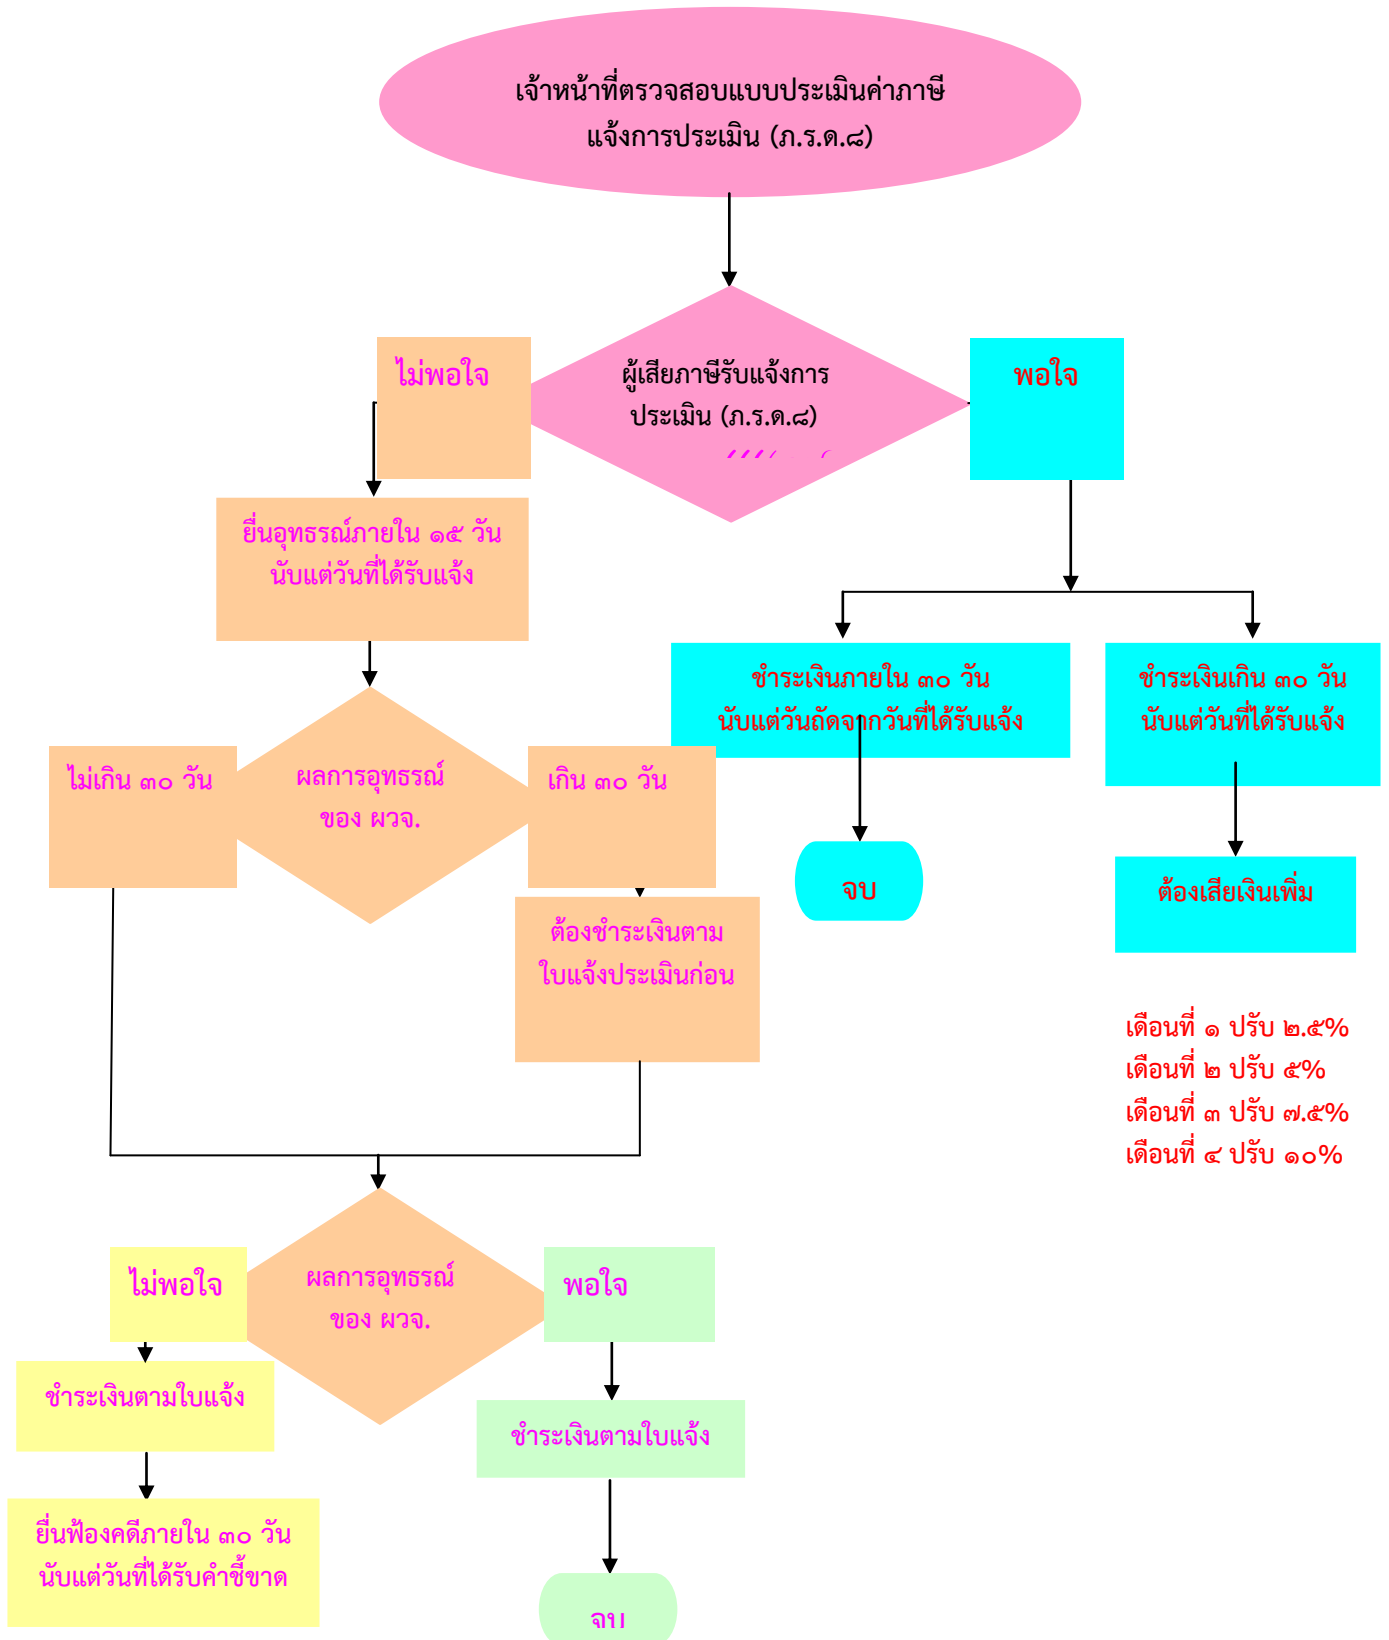 เจ้าหน้าที่ตรวจสอบแบบประเมินค่าภาษี
แจ้งการประเมิน (ภ.ร.ด.๘)
ผู้เสียภาษีรับแจ้งการ
ประเมิน (ภ.ร.ด.๘)
ไม่พอใจ
พอใจ
ยื่นอุทธรณ์ภายใน ๑๕ วัน
นับแต่วันที่ได้รับแจ้ง
ชำระเงินภายใน ๓๐ วัน
นับแต่วันถัดจากวันที่ได้รับแจ้ง
ชำระเงินเกิน ๓๐ วัน
นับแต่วันที่ได้รับแจ้ง
ไม่เกิน ๓๐ วัน
ผลการอุทธรณ์
ของ ผวจ.
เกิน ๓๐ วัน
จบ
ต้องเสียเงินเพิ่ม
ต้องชำระเงินตาม
ใบแจ้งประเมินก่อน
เดือนที่ ๑ ปรับ ๒.๕%
เดือนที่ ๒ ปรับ ๕%
เดือนที่ ๓ ปรับ ๗.๕%
เดือนที่ ๔ ปรับ ๑๐%
ไม่พอใจ
ผลการอุทธรณ์
ของ ผวจ.
พอใจ
ชำระเงินตามใบแจ้ง
ชำระเงินตามใบแจ้ง
ยื่นฟ้องคดีภายใน ๓๐ วัน
นับแต่วันที่ได้รับคำชี้ขาด
จบ